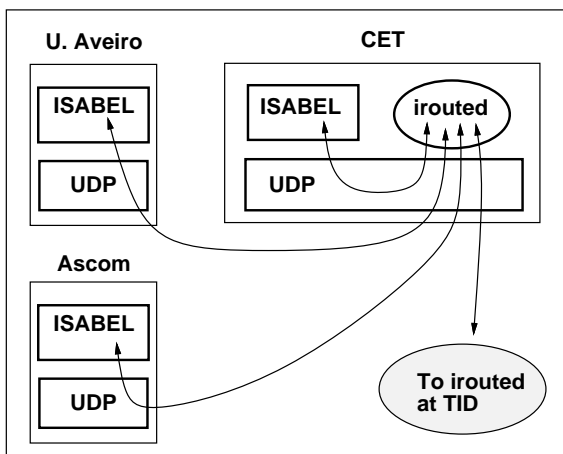 U. Aveiro
CET
ISABEL
UDP
ISABEL
irouted
UDP
Ascom
ISABEL
UDP
To irouted
at TID